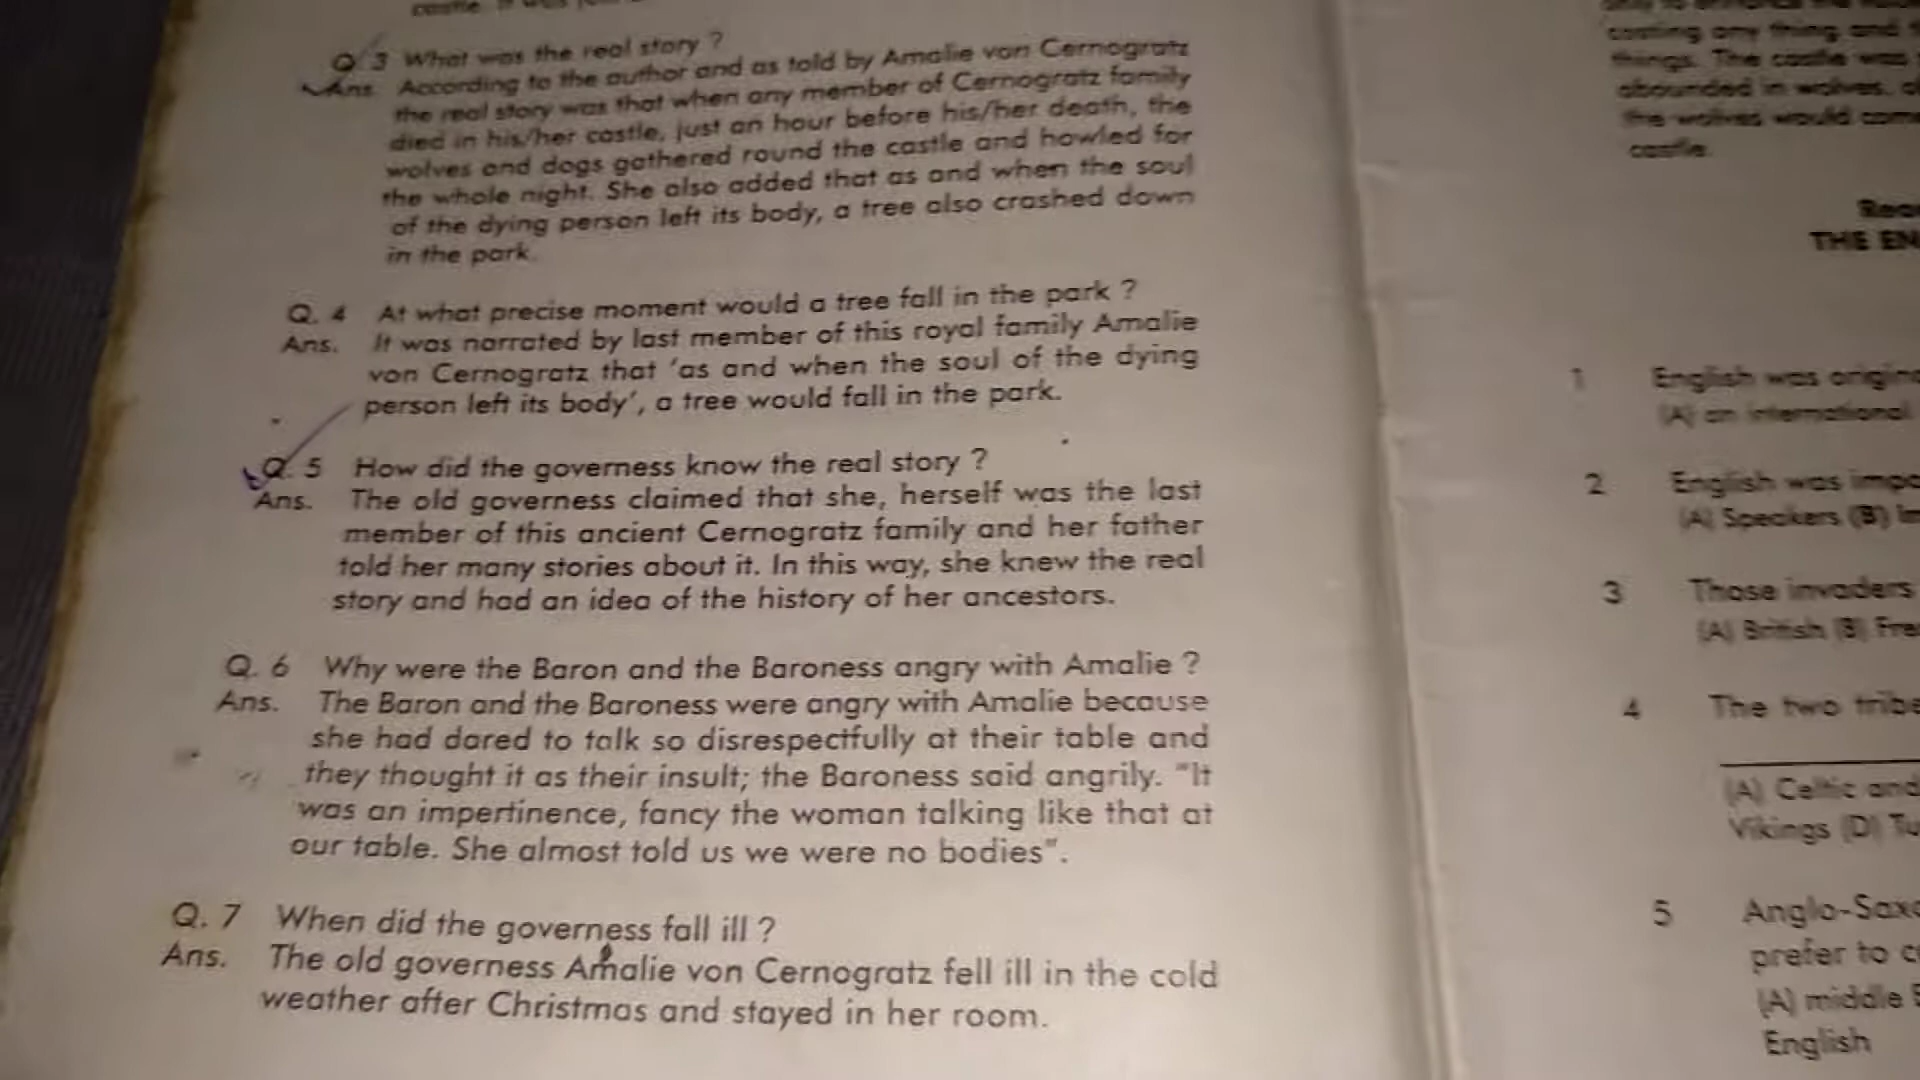 Q 3 What was the real story ?
Ans. According to the author and as told by Amalie von Cernogratz
the real story was that when any member of Cernogratz family
died in his/her castle, just an hour before his/her death, the
wolves and dogs gathered round the castle and howled for
the whole night. She also added that as and when the soul
of the dying person left its body, a tree also crashed down
in the park.
Q. 4 At what precise moment would a tree fall in the park ?
Ans. It was narrated by last member of this royal family Amalie
von Cernogratz that 'as and when the soul of the dying
person left its body', a tree would fall in the park.
Q. 5 How did the governess know the real story ?
Ans. The old governess claimed that she, herself was the last
member of this ancient Cernogratz family and her father
told her many stories about it. In this way, she knew the real
story and had an idea of the history of her ancestors.
Q. 6 Why were the Baron and the Baroness angry with Amalie ?
Ans. The Baron and the Baroness were angry with Amalie because
she had dared to talk so disrespectfully at their table and
they thought it as their insult; the Baroness said angrily. "It
was an impertinence, fancy the woman talking like that at
our table. She almost told us we were no bodies".
Q. 7 When did the governess fall ill ?
Ans. The old governess Amalie von Cernogratz fell ill in the cold
weather after Christmas and stayed in her room.
any thing and
things. The castle was
abounded in wolves.
the wolves would
castle.
THE
1 English was
(A) an international
2 English was
(A) Speakers (B)
3 Those invaders
(A) British (B)
4 The two
(A) Celtic and
Vikings (D)
5
prefer to
(A) middle
English